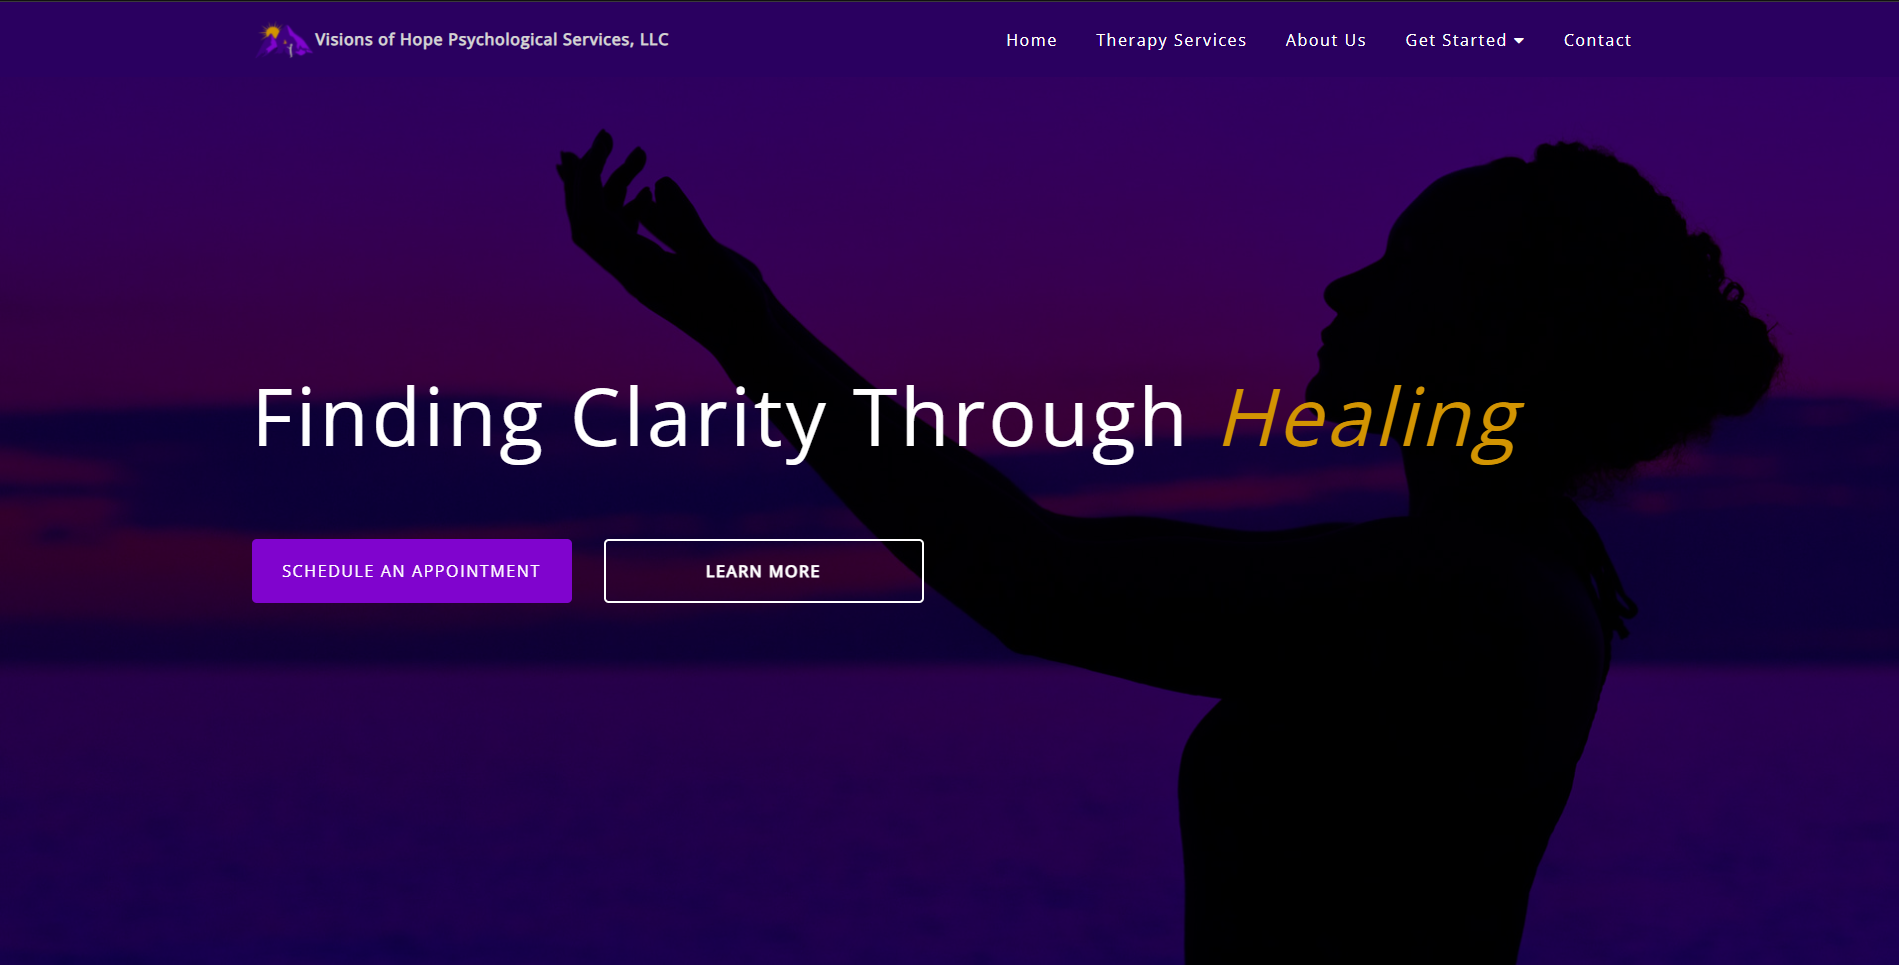 Visions of Hope Psychological Services, LLC
Home Therapy Services About Us Get Started Contact
Finding Clarity Through Healing
SCHEDULE AN APPOINTMENT LEARN MORE